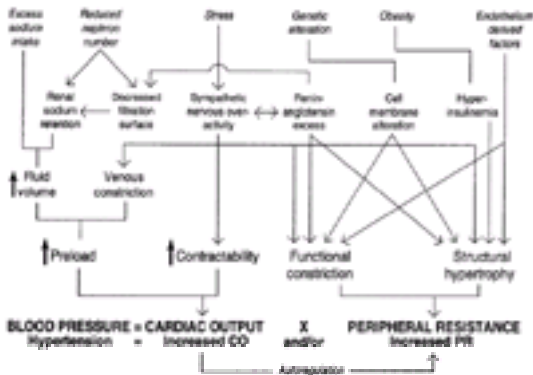 Excess sodium intake
Reduced nephron number
Stress
Genetic alteration
Obesity
Endothelium derived factors
Renal sodium retention
Decreased filtration surface
Sympathetic nervous over activity
Renin-angiotensin excess
Cell membrane alteration
Hyper-insulinemia
Fluid volume
Venous constriction
Preload
Contractability
Functional constriction
Structural hypertrophy
BLOOD PRESSURE = CARDIAC OUTPUT X PERIPHERAL RESISTANCE
Hypertension = Increased CO and/or Increased PR
Autoregulation